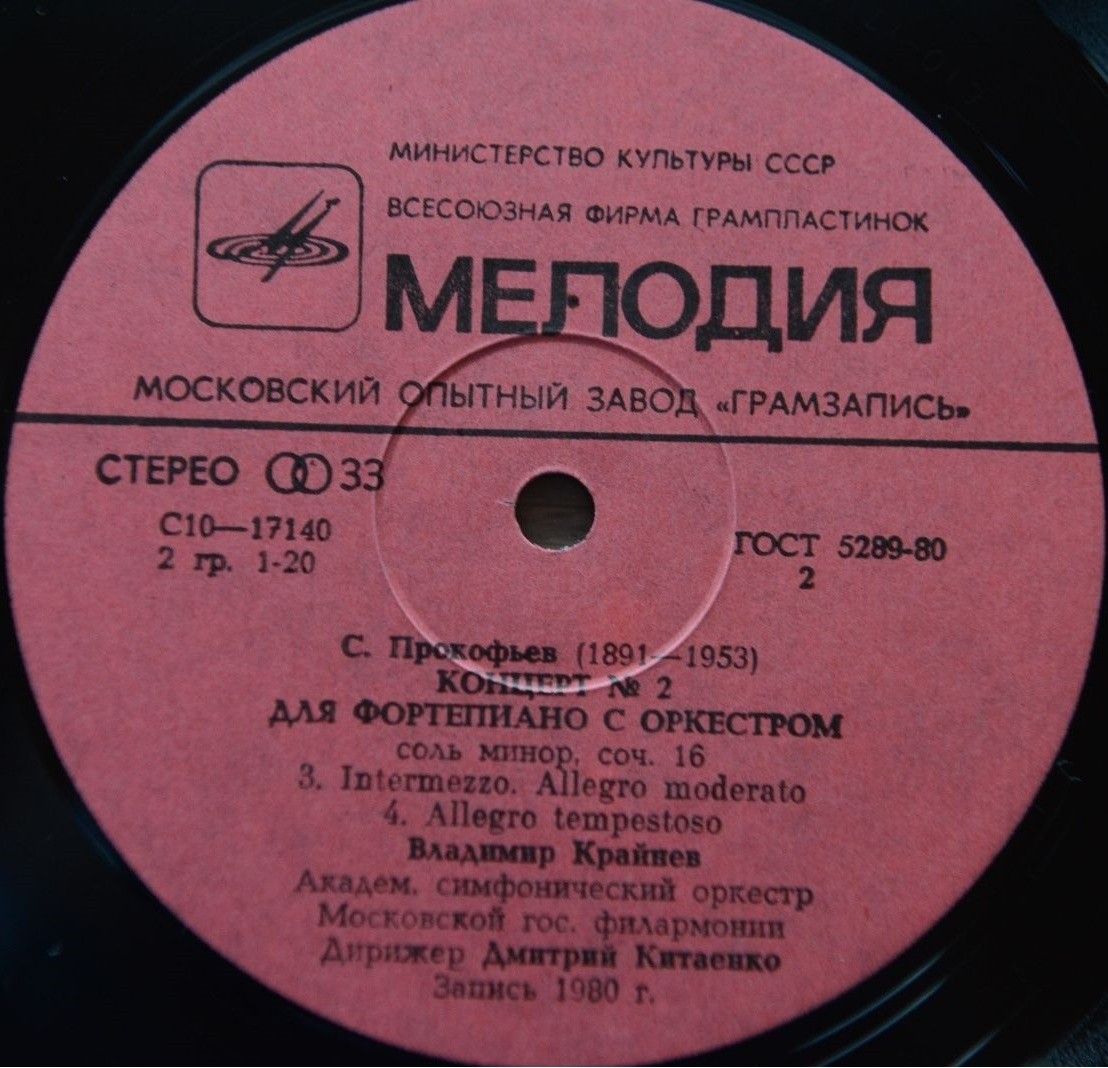 МИНИСТЕРСТВО КУЛЬТУРЫ СССР
ВСЕСОЮЗНАЯ ФИРМА ГРАМПЛАСТИНОК
МЕЛОДИЯ
МОСКОВСКИЙ ОПЫТНЫЙ ЗАВОД «ГРАМЗАПИСЬ»
СТЕРЕО 33
С10—17140
2 гр. 1-20
ГОСТ 5289-80
2
С. Прокофьев (1891—1953)
КОНЦЕРТ № 2
ДЛЯ ФОРТЕПИАНО С ОРКЕСТРОМ
соль минор, соч. 16
3. Intermezzo. Allegro moderato
4. Allegro tempestoso
Владимир Крайнев
Академ. симфонический оркестр
Московской гос. филармонии
Дирижер Дмитрий Китаенко
Запись 1980 г.